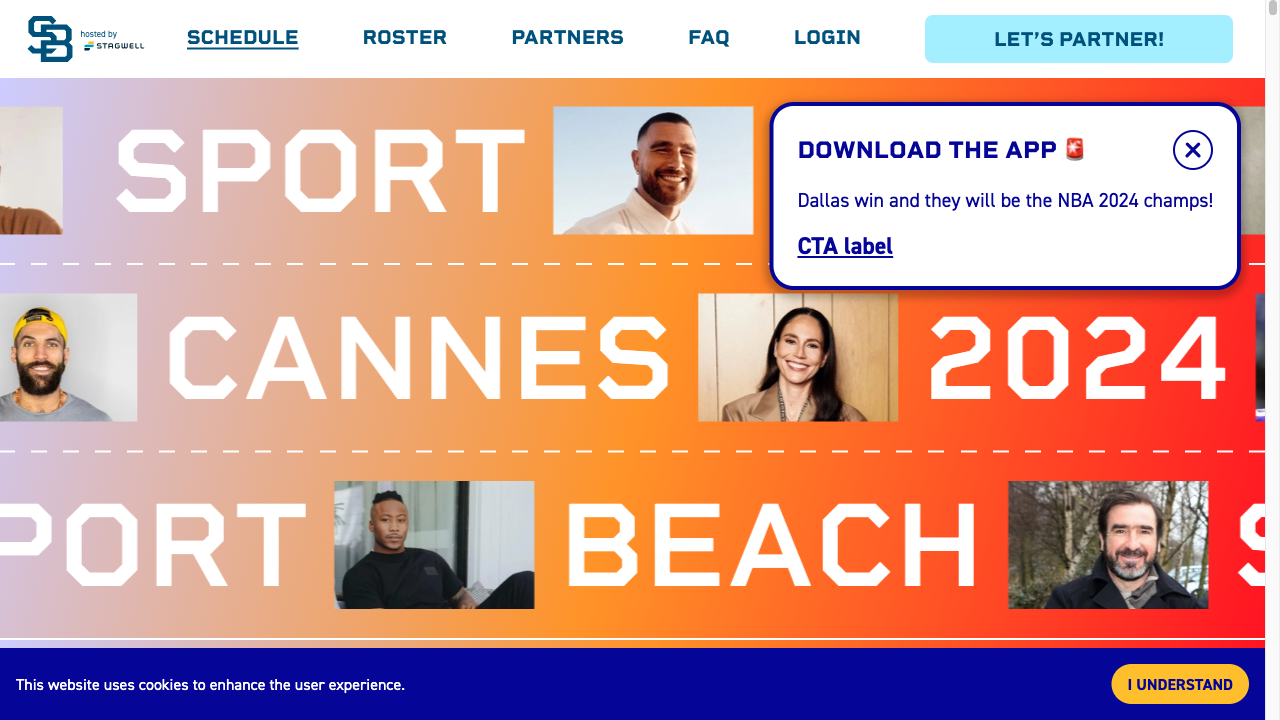 SB hosted by STAGWELL
SCHEDULE
ROSTER
PARTNERS
FAQ
LOGIN
LET’S PARTNER!
DOWNLOAD THE APP 🚨
Dallas win and they will be the NBA 2024 champs!
CTA label
SPORT
CANNES 2024
PORT BEACH S
This website uses cookies to enhance the user experience.
I UNDERSTAND